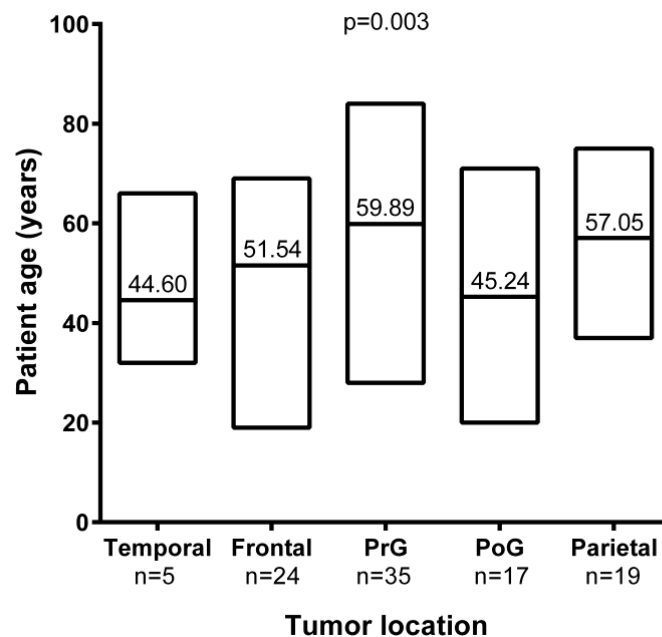 p=0.003
100
80
60
40
20
0
Patient age (years)
44.60
51.54
59.89
45.24
57.05
Temporal Frontal PrG PoG Parietal
n=5 n=24 n=35 n=17 n=19
Tumor location